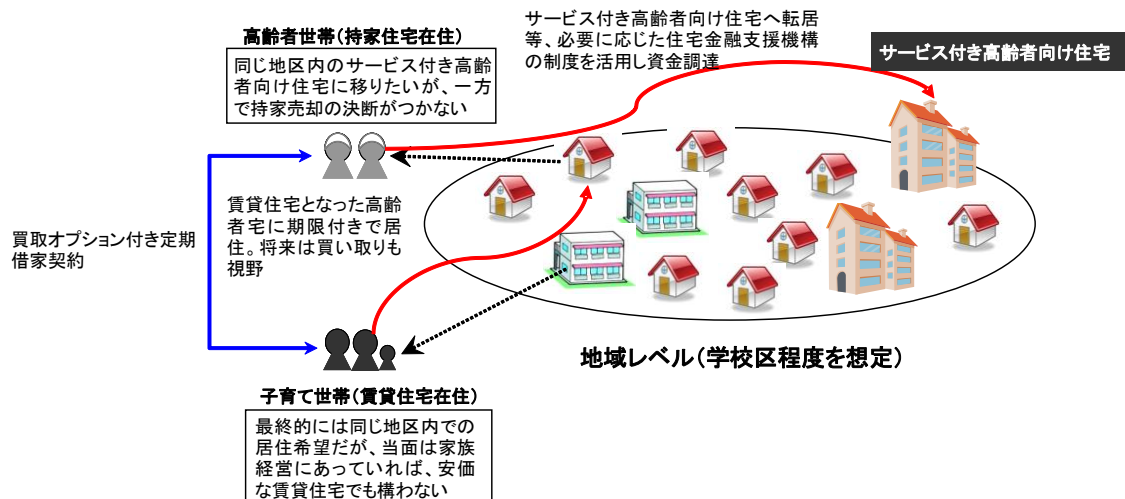 高齢者世帯(持家住宅在住)
同じ地区内のサービス付き高齢
者向け住宅に移りたいが、一方
で持家売却の決断がつかない
サービス付き高齢者向け住宅へ転居
等、必要に応じた住宅金融支援機構
の制度を活用し資金調達
サービス付き高齢者向け住宅
賃貸住宅となった高齢
者宅に期限付きで居
住。将来は買い取りも
視野
買取オプション付き定期
借家契約
地域レベル(学校区程度を想定)
子育て世帯(賃貸住宅在住)
最終的には同じ地区内での
居住希望だが、当面は家族
経営にあっていれば、安価
な賃貸住宅でも構わない